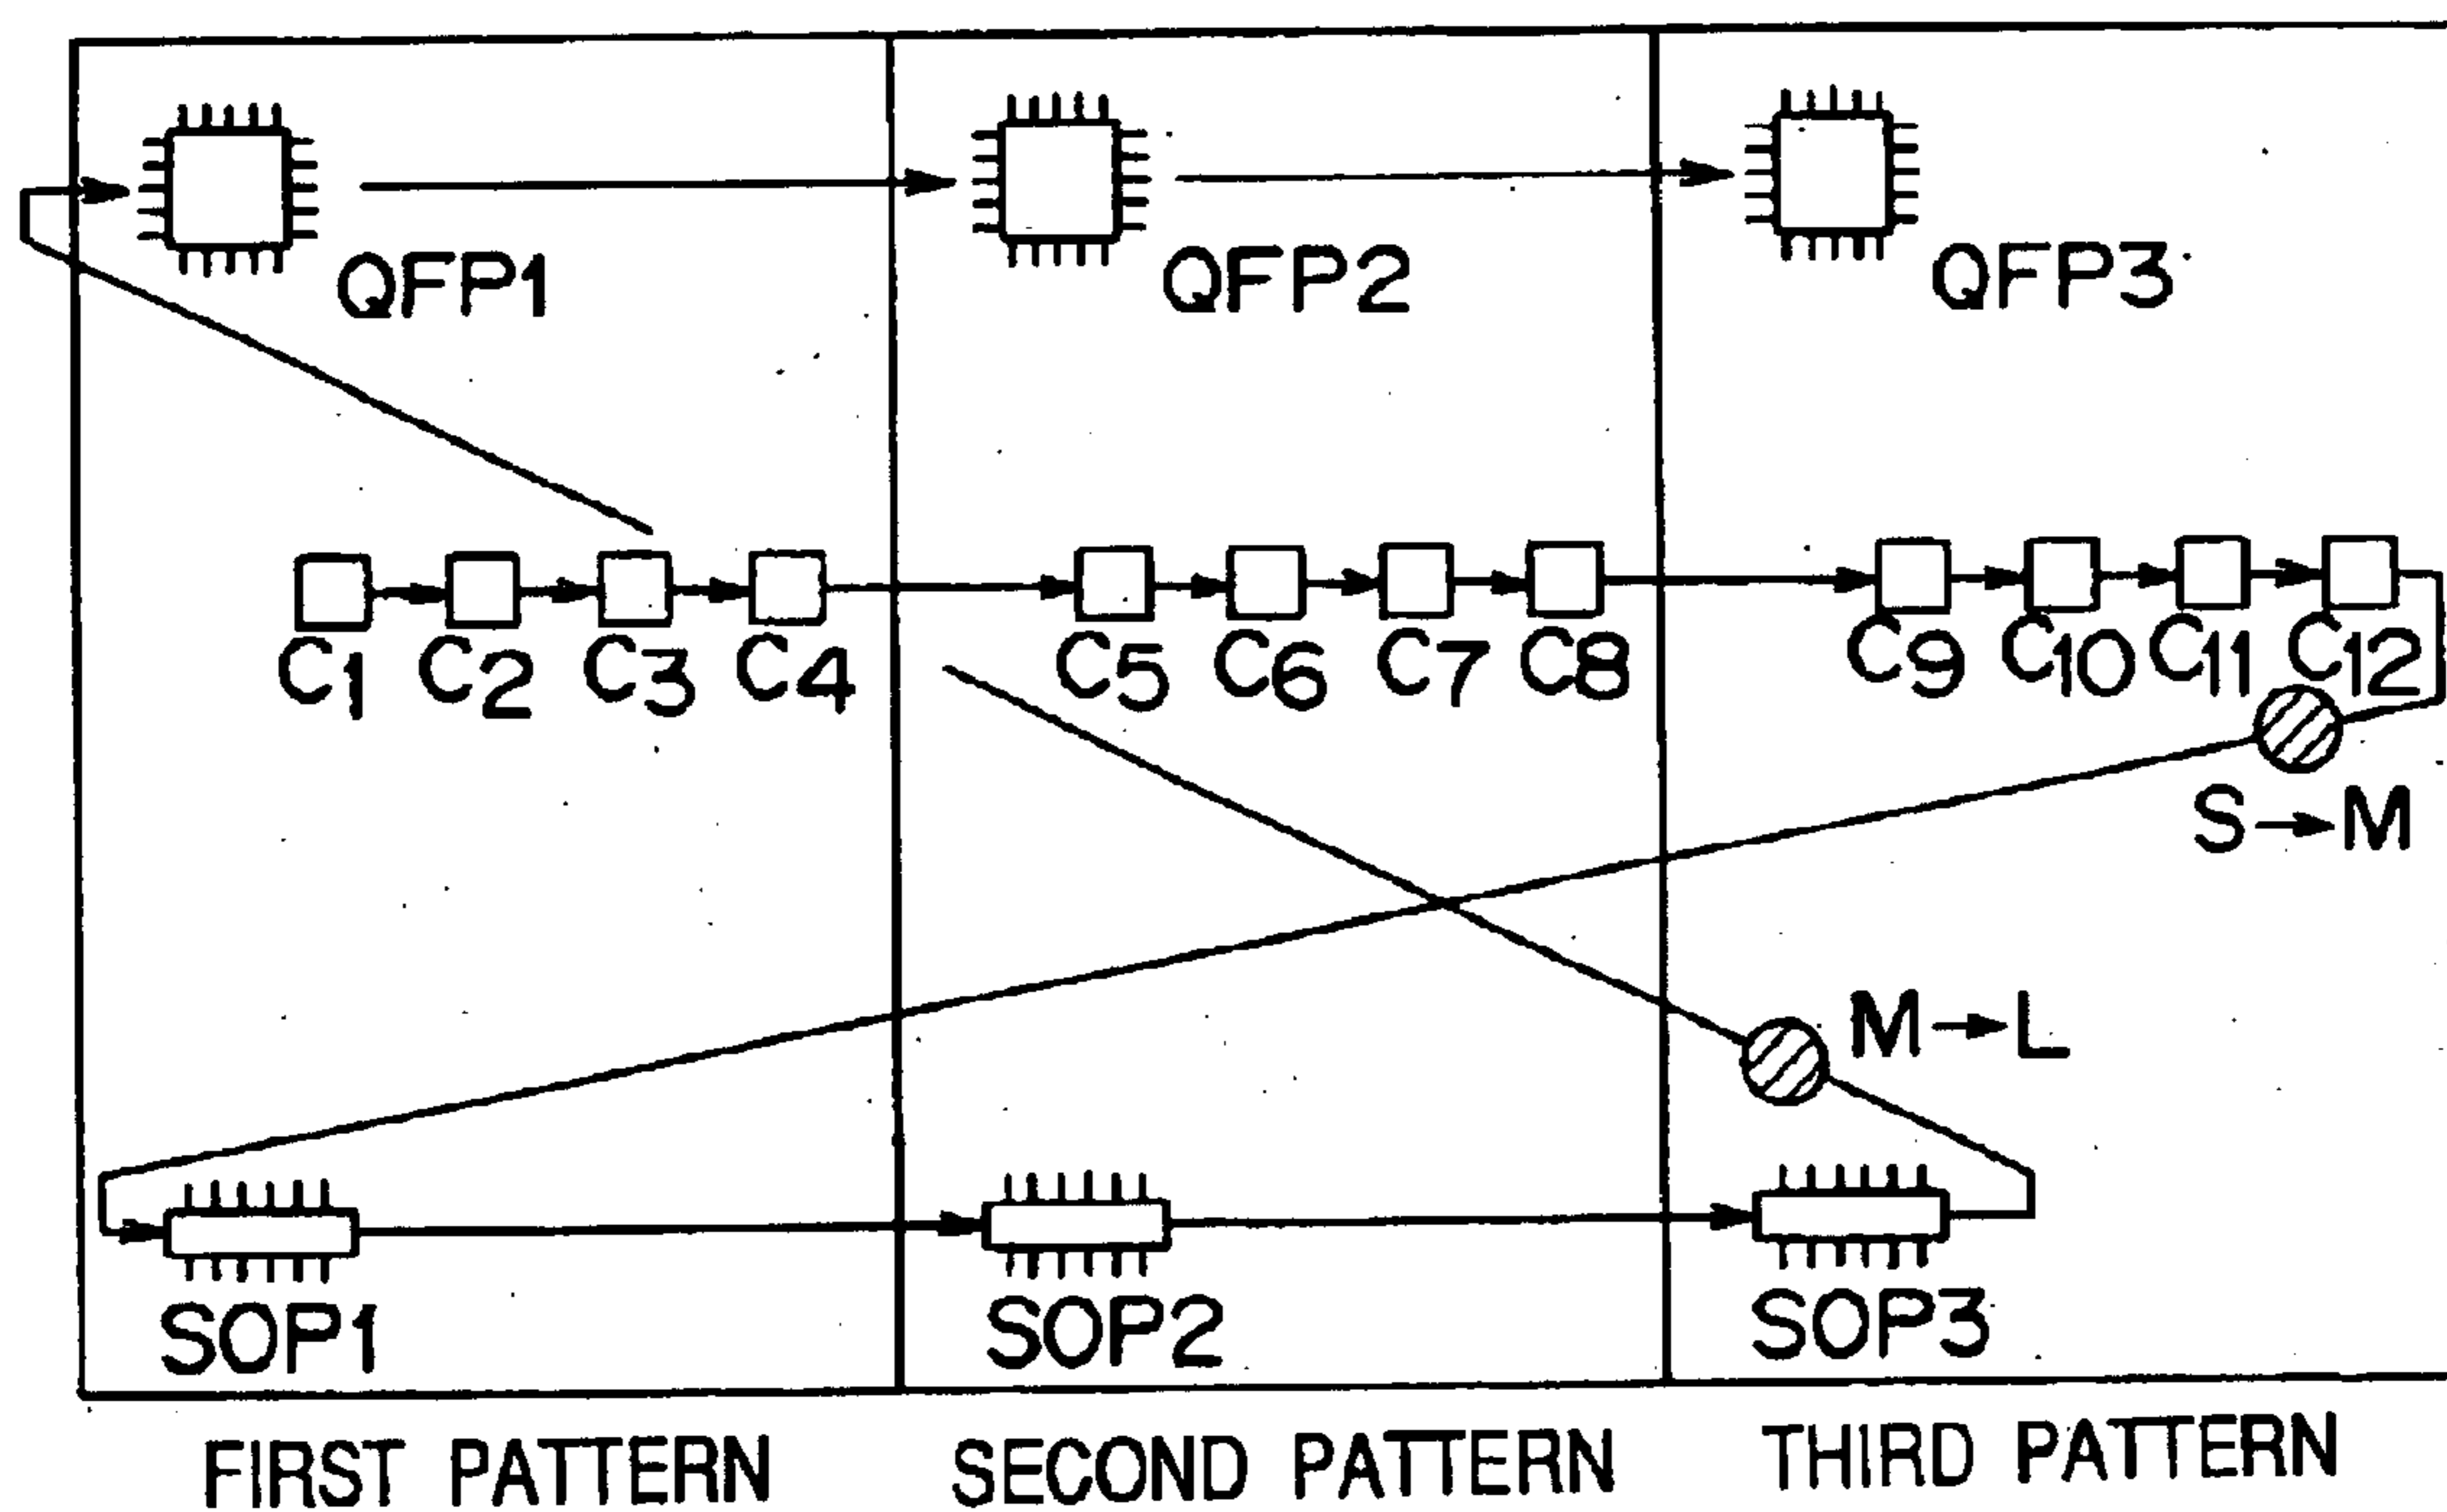 QFP1 QFP2 QFP3
C1 C2 C3 C4 C5 C6 C7 C8 C9 C10 C11 C12
S→M
M→L
SOP1 SOP2 SOP3
FIRST PATTERN SECOND PATTERN THIRD PATTERN